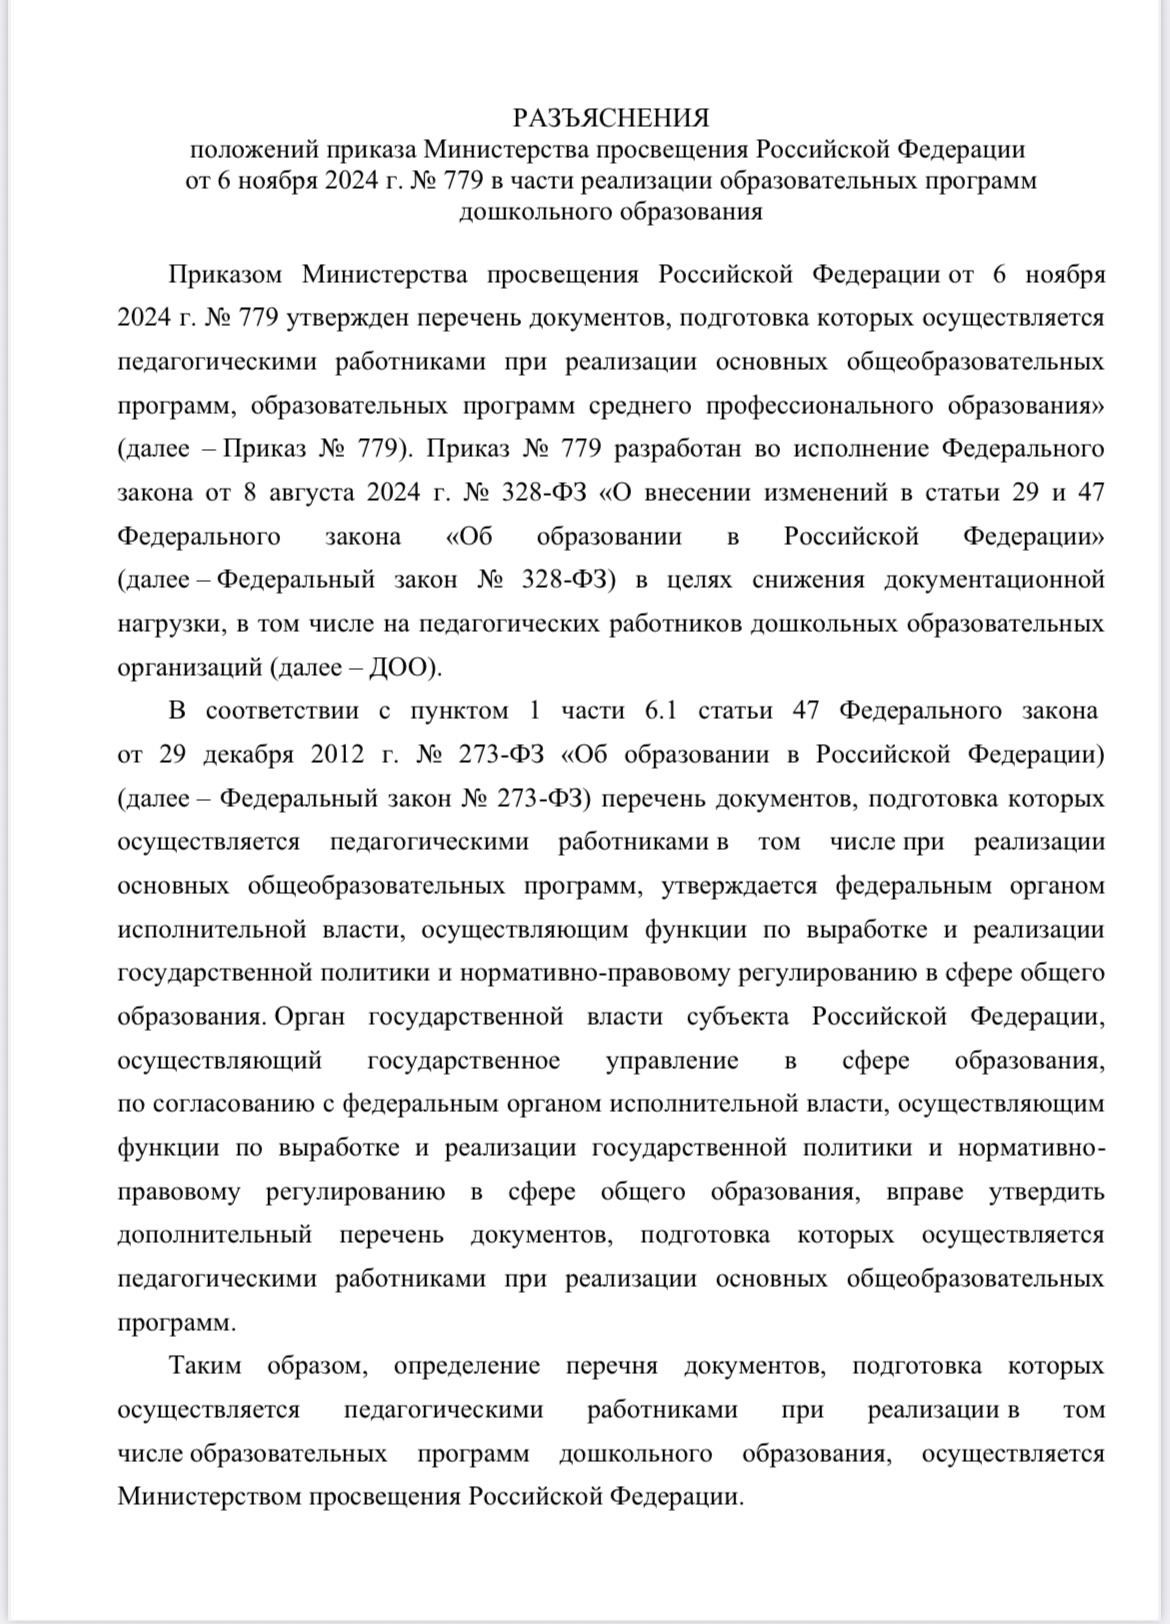 РАЗЪЯСНЕНИЯ
положений приказа Министерства просвещения Российской Федерации
от 6 ноября 2024 г. № 779 в части реализации образовательных программ
дошкольного образования
Приказом Министерства просвещения Российской Федерации от 6 ноября
2024 г. № 779 утвержден перечень документов, подготовка которых осуществляется
педагогическими работниками при реализации основных общеобразовательных
программ, образовательных программ среднего профессионального образования»
(далее – Приказ № 779). Приказ № 779 разработан во исполнение Федерального
закона от 8 августа 2024 г. № 328-ФЗ «О внесении изменений в статьи 29 и 47
Федерального закона «Об образовании в Российской Федерации»
(далее – Федеральный закон № 328-ФЗ) в целях снижения документационной
нагрузки, в том числе на педагогических работников дошкольных образовательных
организаций (далее – ДОО).
В соответствии с пунктом 1 части 6.1 статьи 47 Федерального закона
от 29 декабря 2012 г. № 273-ФЗ «Об образовании в Российской Федерации)
(далее – Федеральный закон № 273-ФЗ) перечень документов, подготовка которых
осуществляется педагогическими работниками в том числе при реализации
основных общеобразовательных программ, утверждается федеральным органом
исполнительной власти, осуществляющим функции по выработке и реализации
государственной политики и нормативно-правовому регулированию в сфере общего
образования. Орган государственной власти субъекта Российской Федерации,
осуществляющий государственное управление в сфере образования,
по согласованию с федеральным органом исполнительной власти, осуществляющим
функции по выработке и реализации государственной политики и нормативно-
правовому регулированию в сфере общего образования, вправе утвердить
дополнительный перечень документов, подготовка которых осуществляется
педагогическими работниками при реализации основных общеобразовательных
программ.
Таким образом, определение перечня документов, подготовка которых
осуществляется педагогическими работниками при реализации в том
числе образовательных программ дошкольного образования, осуществляется
Министерством просвещения Российской Федерации.